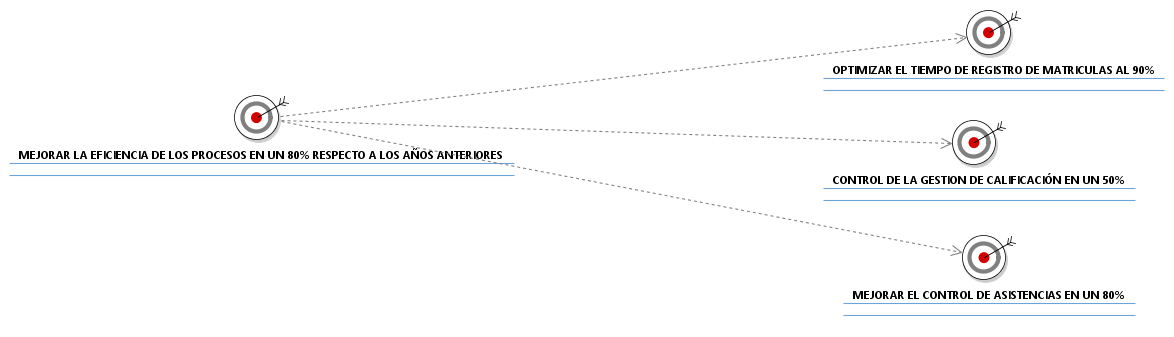 OPTIMIZAR EL TIEMPO DE REGISTRO DE MATRICULAS AL 90%
MEJORAR LA EFICIENCIA DE LOS PROCESOS EN UN 80% RESPECTO A LOS AÑOS ANTERIORES
CONTROL DE LA GESTION DE CALIFICACIÓN EN UN 50%
MEJORAR EL CONTROL DE ASISTENCIAS EN UN 80%